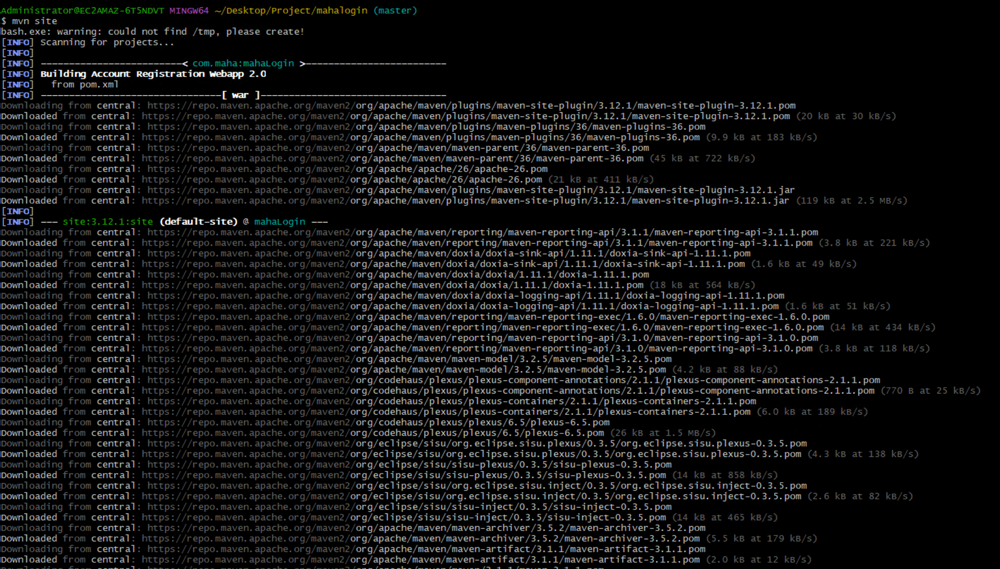 Administrator@EC2AMAZ-6T5NDVT MINGW64 ~/Desktop/Project/mahalogin (master)
$ mvn site
bash.exe: warning: could not find /tmp, please create!
[INFO] Scanning for projects...
[INFO]
[INFO] -------------------------< com.maha:mahaLogin >-------------------------
[INFO] Building Account Registration Webapp 2.0
[INFO]   from pom.xml
[INFO] --------------------------------[ war ]---------------------------------
Downloading from central: https://repo.maven.apache.org/maven2/org/apache/maven/plugins/maven-site-plugin/3.12.1/maven-site-plugin-3.12.1.pom
Downloaded from central: https://repo.maven.apache.org/maven2/org/apache/maven/plugins/maven-site-plugin/3.12.1/maven-site-plugin-3.12.1.pom (20 kB at 30 kB/s)
Downloading from central: https://repo.maven.apache.org/maven2/org/apache/maven/plugins/maven-plugins/36/maven-plugins-36.pom
Downloaded from central: https://repo.maven.apache.org/maven2/org/apache/maven/plugins/maven-plugins/36/maven-plugins-36.pom (9.9 kB at 183 kB/s)
Downloading from central: https://repo.maven.apache.org/maven2/org/apache/maven/maven-parent/36/maven-parent-36.pom
Downloaded from central: https://repo.maven.apache.org/maven2/org/apache/maven/maven-parent/36/maven-parent-36.pom (45 kB at 722 kB/s)
Downloading from central: https://repo.maven.apache.org/maven2/org/apache/apache/26/apache-26.pom
Downloaded from central: https://repo.maven.apache.org/maven2/org/apache/apache/26/apache-26.pom (21 kB at 411 kB/s)
Downloading from central: https://repo.maven.apache.org/maven2/org/apache/maven/plugins/maven-site-plugin/3.12.1/maven-site-plugin-3.12.1.jar
Downloaded from central: https://repo.maven.apache.org/maven2/org/apache/maven/plugins/maven-site-plugin/3.12.1/maven-site-plugin-3.12.1.jar (119 kB at 2.5 MB/s)
[INFO]
[INFO] --- site:3.12.1:site (default-site) @ mahaLogin ---
Downloading from central: https://repo.maven.apache.org/maven2/org/apache/maven/reporting/maven-reporting-api/3.1.1/maven-reporting-api-3.1.1.pom
Downloaded from central: https://repo.maven.apache.org/maven2/org/apache/maven/reporting/maven-reporting-api/3.1.1/maven-reporting-api-3.1.1.pom (3.8 kB at 221 kB/s)
Downloading from central: https://repo.maven.apache.org/maven2/org/apache/maven/doxia/doxia-sink-api/1.11.1/doxia-sink-api-1.11.1.pom
Downloaded from central: https://repo.maven.apache.org/maven2/org/apache/maven/doxia/doxia-sink-api/1.11.1/doxia-sink-api-1.11.1.pom (1.6 kB at 49 kB/s)
Downloading from central: https://repo.maven.apache.org/maven2/org/apache/maven/doxia/doxia/1.11.1/doxia-1.11.1.pom
Downloaded from central: https://repo.maven.apache.org/maven2/org/apache/maven/doxia/doxia/1.11.1/doxia-1.11.1.pom (18 kB at 564 kB/s)
Downloading from central: https://repo.maven.apache.org/maven2/org/apache/maven/doxia/doxia-logging-api/1.11.1/doxia-logging-api-1.11.1.pom
Downloaded from central: https://repo.maven.apache.org/maven2/org/apache/maven/doxia/doxia-logging-api/1.11.1/doxia-logging-api-1.11.1.pom (1.6 kB at 51 kB/s)
Downloading from central: https://repo.maven.apache.org/maven2/org/apache/maven/reporting/maven-reporting-exec/1.6.0/maven-reporting-exec-1.6.0.pom
Downloaded from central: https://repo.maven.apache.org/maven2/org/apache/maven/reporting/maven-reporting-exec/1.6.0/maven-reporting-exec-1.6.0.pom (14 kB at 434 kB/s)
Downloading from central: https://repo.maven.apache.org/maven2/org/apache/maven/reporting/maven-reporting-api/3.1.0/maven-reporting-api-3.1.0.pom
Downloaded from central: https://repo.maven.apache.org/maven2/org/apache/maven/reporting/maven-reporting-api/3.1.0/maven-reporting-api-3.1.0.pom (3.8 kB at 118 kB/s)
Downloading from central: https://repo.maven.apache.org/maven2/org/apache/maven/maven-model/3.2.5/maven-model-3.2.5.pom
Downloaded from central: https://repo.maven.apache.org/maven2/org/apache/maven/maven-model/3.2.5/maven-model-3.2.5.pom (4.2 kB at 88 kB/s)
Downloading from central: https://repo.maven.apache.org/maven2/org/codehaus/plexus/plexus-component-annotations/2.1.1/plexus-component-annotations-2.1.1.pom
Downloaded from central: https://repo.maven.apache.org/maven2/org/codehaus/plexus/plexus-component-annotations/2.1.1/plexus-component-annotations-2.1.1.pom (770 B at 25 kB/s)
Downloading from central: https://repo.maven.apache.org/maven2/org/codehaus/plexus/plexus-containers/2.1.1/plexus-containers-2.1.1.pom
Downloaded from central: https://repo.maven.apache.org/maven2/org/codehaus/plexus/plexus-containers/2.1.1/plexus-containers-2.1.1.pom (6.0 kB at 189 kB/s)
Downloading from central: https://repo.maven.apache.org/maven2/org/codehaus/plexus/plexus/6.5/plexus-6.5.pom
Downloaded from central: https://repo.maven.apache.org/maven2/org/codehaus/plexus/plexus/6.5/plexus-6.5.pom (26 kB at 1.5 MB/s)
Downloading from central: https://repo.maven.apache.org/maven2/org/eclipse/sisu/org.eclipse.sisu.plexus/0.3.5/org.eclipse.sisu.plexus-0.3.5.pom
Downloaded from central: https://repo.maven.apache.org/maven2/org/eclipse/sisu/org.eclipse.sisu.plexus/0.3.5/org.eclipse.sisu.plexus-0.3.5.pom (4.3 kB at 138 kB/s)
Downloading from central: https://repo.maven.apache.org/maven2/org/eclipse/sisu/sisu-plexus/0.3.5/sisu-plexus-0.3.5.pom
Downloaded from central: https://repo.maven.apache.org/maven2/org/eclipse/sisu/sisu-plexus/0.3.5/sisu-plexus-0.3.5.pom (14 kB at 858 kB/s)
Downloading from central: https://repo.maven.apache.org/maven2/org/eclipse/sisu/org.eclipse.sisu.inject/0.3.5/org.eclipse.sisu.inject-0.3.5.pom
Downloaded from central: https://repo.maven.apache.org/maven2/org/eclipse/sisu/org.eclipse.sisu.inject/0.3.5/org.eclipse.sisu.inject-0.3.5.pom (2.6 kB at 82 kB/s)
Downloading from central: https://repo.maven.apache.org/maven2/org/eclipse/sisu/sisu-inject/0.3.5/sisu-inject-0.3.5.pom
Downloaded from central: https://repo.maven.apache.org/maven2/org/eclipse/sisu/sisu-inject/0.3.5/sisu-inject-0.3.5.pom (14 kB at 465 kB/s)
Downloading from central: https://repo.maven.apache.org/maven2/org/apache/maven/maven-archiver/3.5.2/maven-archiver-3.5.2.pom
Downloaded from central: https://repo.maven.apache.org/maven2/org/apache/maven/maven-archiver/3.5.2/maven-archiver-3.5.2.pom (5.5 kB at 179 kB/s)
Downloading from central: https://repo.maven.apache.org/maven2/org/apache/maven/maven-artifact/3.1.1/maven-artifact-3.1.1.pom
Downloaded from central: https://repo.maven.apache.org/maven2/org/apache/maven/maven-artifact/3.1.1/maven-artifact-3.1.1.pom (2.0 kB at 12 kB/s)